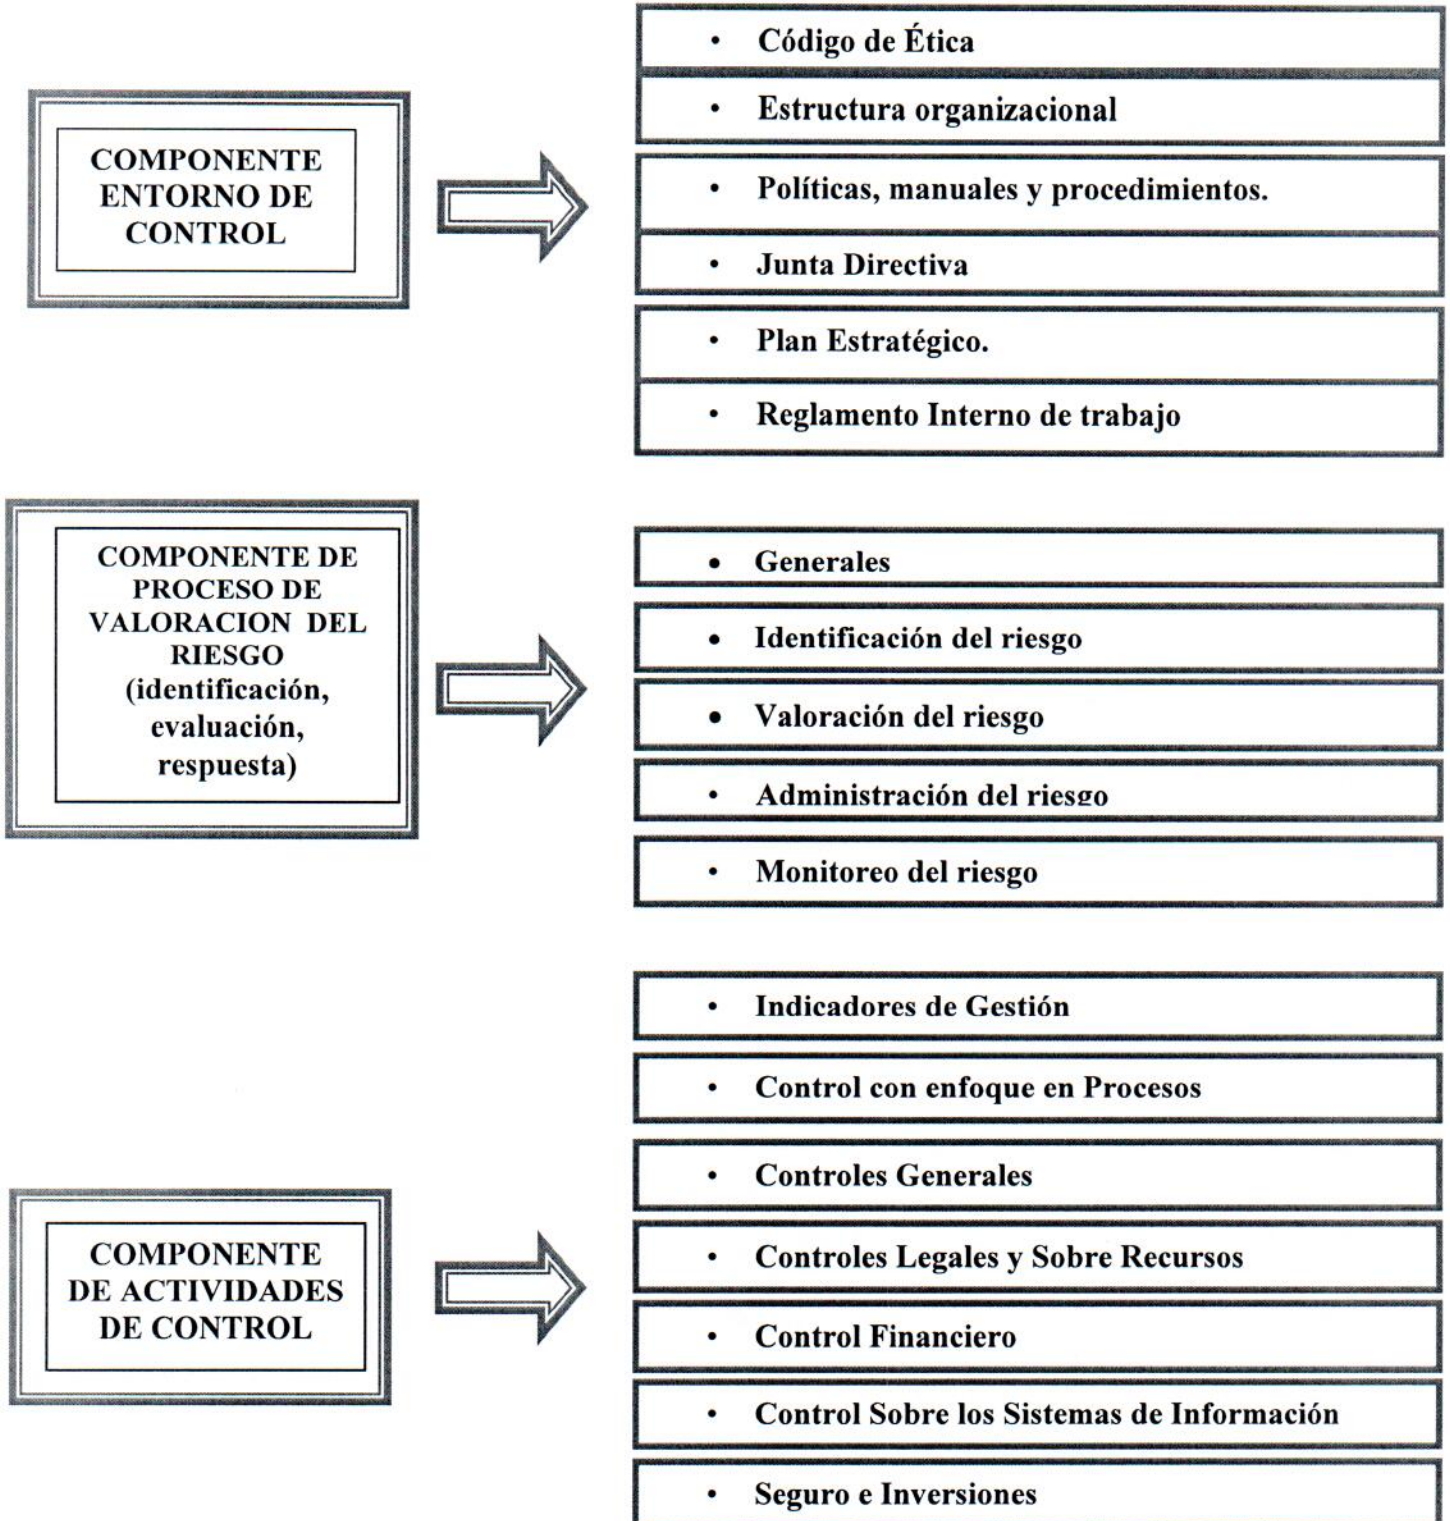 COMPONENTE
ENTORNO DE
CONTROL
• Código de Ética
• Estructura organizacional
• Políticas, manuales y procedimientos.
• Junta Directiva
• Plan Estratégico.
• Reglamento Interno de trabajo
COMPONENTE DE
PROCESO DE
VALORACION DEL
RIESGO
(identificación,
evaluación,
respuesta)
• Generales
• Identificación del riesgo
• Valoración del riesgo
• Administración del riesgo
• Monitoreo del riesgo
COMPONENTE
DE ACTIVIDADES
DE CONTROL
• Indicadores de Gestión
• Control con enfoque en Procesos
• Controles Generales
• Controles Legales y Sobre Recursos
• Control Financiero
• Control Sobre los Sistemas de Información
• Seguro e Inversiones